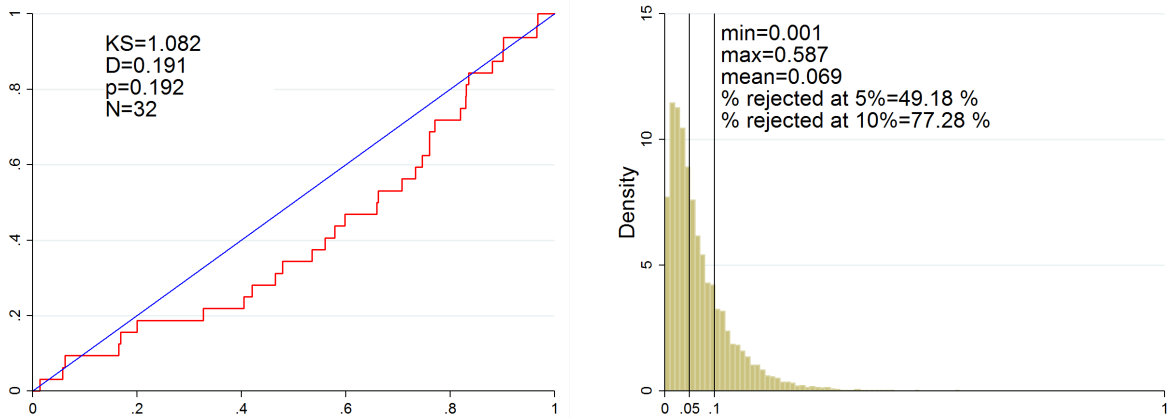 KS=1.082
D=0.191
p=0.192
N=32
0 .2 .4 .6 .8 1
0 .2 .4 .6 .8 1
min=0.001
max=0.587
mean=0.069
% rejected at 5%=49.18 %
% rejected at 10%=77.28 %
Density
0 5 10 15
0 .05 .1 1